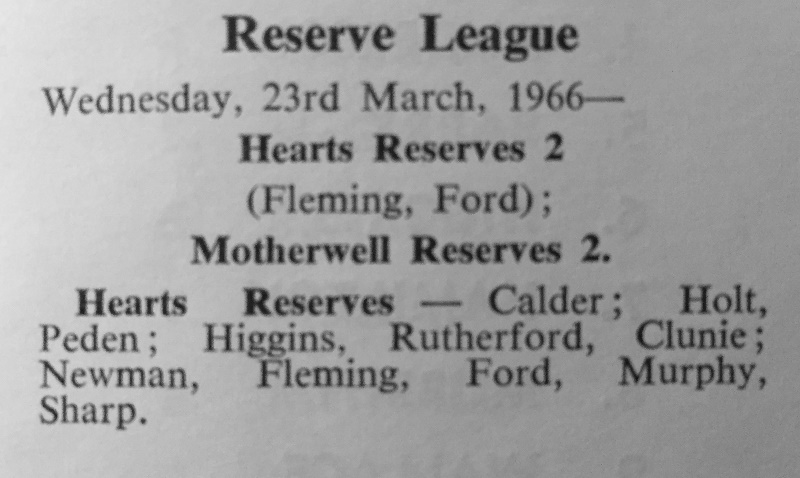 Reserve League
Wednesday, 23rd March, 1966—
Hearts Reserves 2
(Fleming, Ford);
Motherwell Reserves 2.
Hearts Reserves — Calder; Holt,
Peden; Higgins, Rutherford, Clunie;
Newman, Fleming, Ford, Murphy,
Sharp.